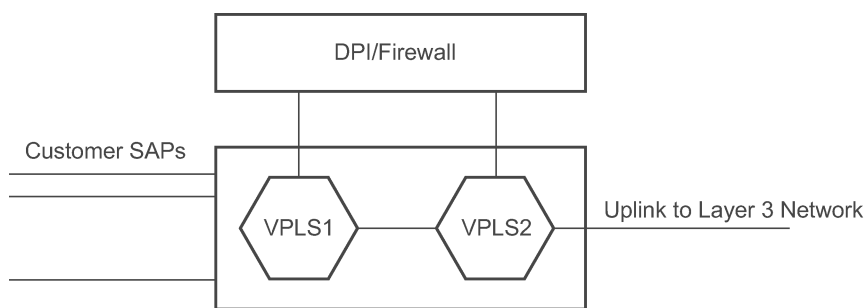 DPI/Firewall
Customer SAPs
VPLS1
VPLS2
Uplink to Layer 3 Network